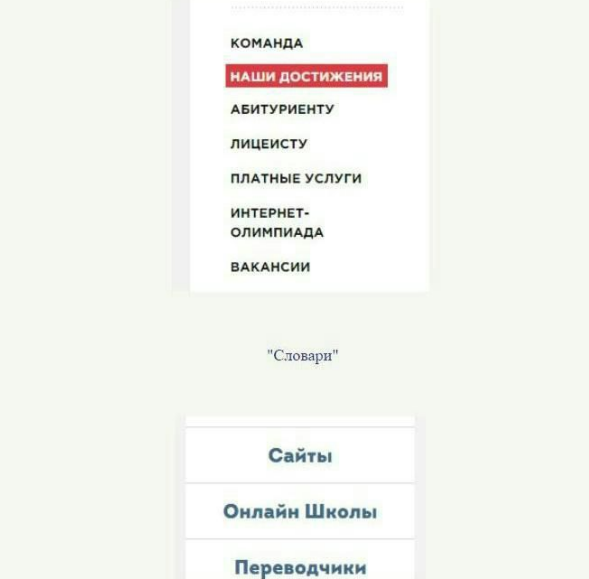 КОМАНДА
НАШИ ДОСТИЖЕНИЯ
АБИТУРИЕНТУ
ЛИЦЕИСТУ
ПЛАТНЫЕ УСЛУГИ
ИНТЕРНЕТ-
ОЛИМПИАДА
ВАКАНСИИ
"Словари"
Сайты
Онлайн Школы
Переводчики